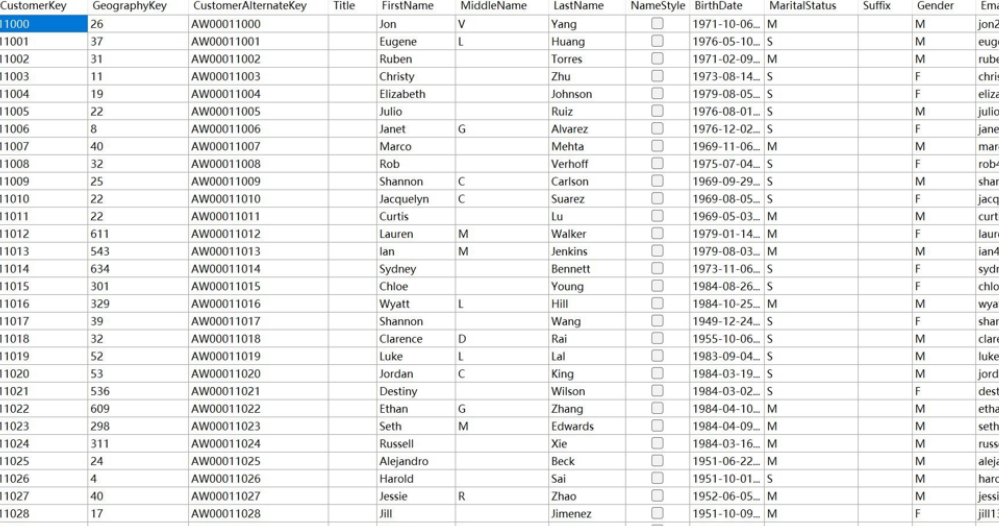 CustomerKey GeographyKey CustomerAlternateKey Title FirstName MiddleName LastName NameStyle BirthDate MaritalStatus Suffix Gender Ema
11000 26 AW00011000 Jon V Yang 1971-10-06... M M jon2
11001 37 AW00011001 Eugene L Huang 1976-05-10... S M euge
11002 31 AW00011002 Ruben Torres 1971-02-09... M M rube
11003 11 AW00011003 Christy Zhu 1973-08-14... S F chris
11004 19 AW00011004 Elizabeth Johnson 1979-08-05... S F eliza
11005 22 AW00011005 Julio Ruiz 1976-08-01... S M julio
11006 8 AW00011006 Janet G Alvarez 1976-12-02... S F jane
11007 40 AW00011007 Marco Mehta 1969-11-06... M M mar
11008 32 AW00011008 Rob Verhoff 1975-07-04... S F rob4
11009 25 AW00011009 Shannon C Carlson 1969-09-29... S M shar
11010 22 AW00011010 Jacquelyn C Suarez 1969-08-05... S F jacq
11011 22 AW00011011 Curtis Lu 1969-05-03... M M curt
11012 611 AW00011012 Lauren M Walker 1979-01-14... M F laure
11013 543 AW00011013 Ian M Jenkins 1979-08-03... M M ian4
11014 634 AW00011014 Sydney Bennett 1973-11-06... S F sydr
11015 301 AW00011015 Chloe Young 1984-08-26... S F chlo
11016 329 AW00011016 Wyatt L Hill 1984-10-25... M M wya
11017 39 AW00011017 Shannon Wang 1949-12-24... S F shar
11018 32 AW00011018 Clarence D Rai 1955-10-06... S M clare
11019 52 AW00011019 Luke L Lal 1983-09-04... S M luke
11020 53 AW00011020 Jordan C King 1984-03-19... S M jord
11021 536 AW00011021 Destiny Wilson 1984-03-02... S F dest
11022 609 AW00011022 Ethan G Zhang 1984-04-10... M M etha
11023 298 AW00011023 Seth M Edwards 1984-04-09... M M seth
11024 311 AW00011024 Russell Xie 1984-03-16... M M russ
11025 24 AW00011025 Alejandro Beck 1951-06-22... M M aleja
11026 4 AW00011026 Harold Sai 1951-10-01... S M harc
11027 40 AW00011027 Jessie R Zhao 1952-06-05... M M jessi
11028 17 AW00011028 Jill Jimenez 1951-10-09... M F jill13